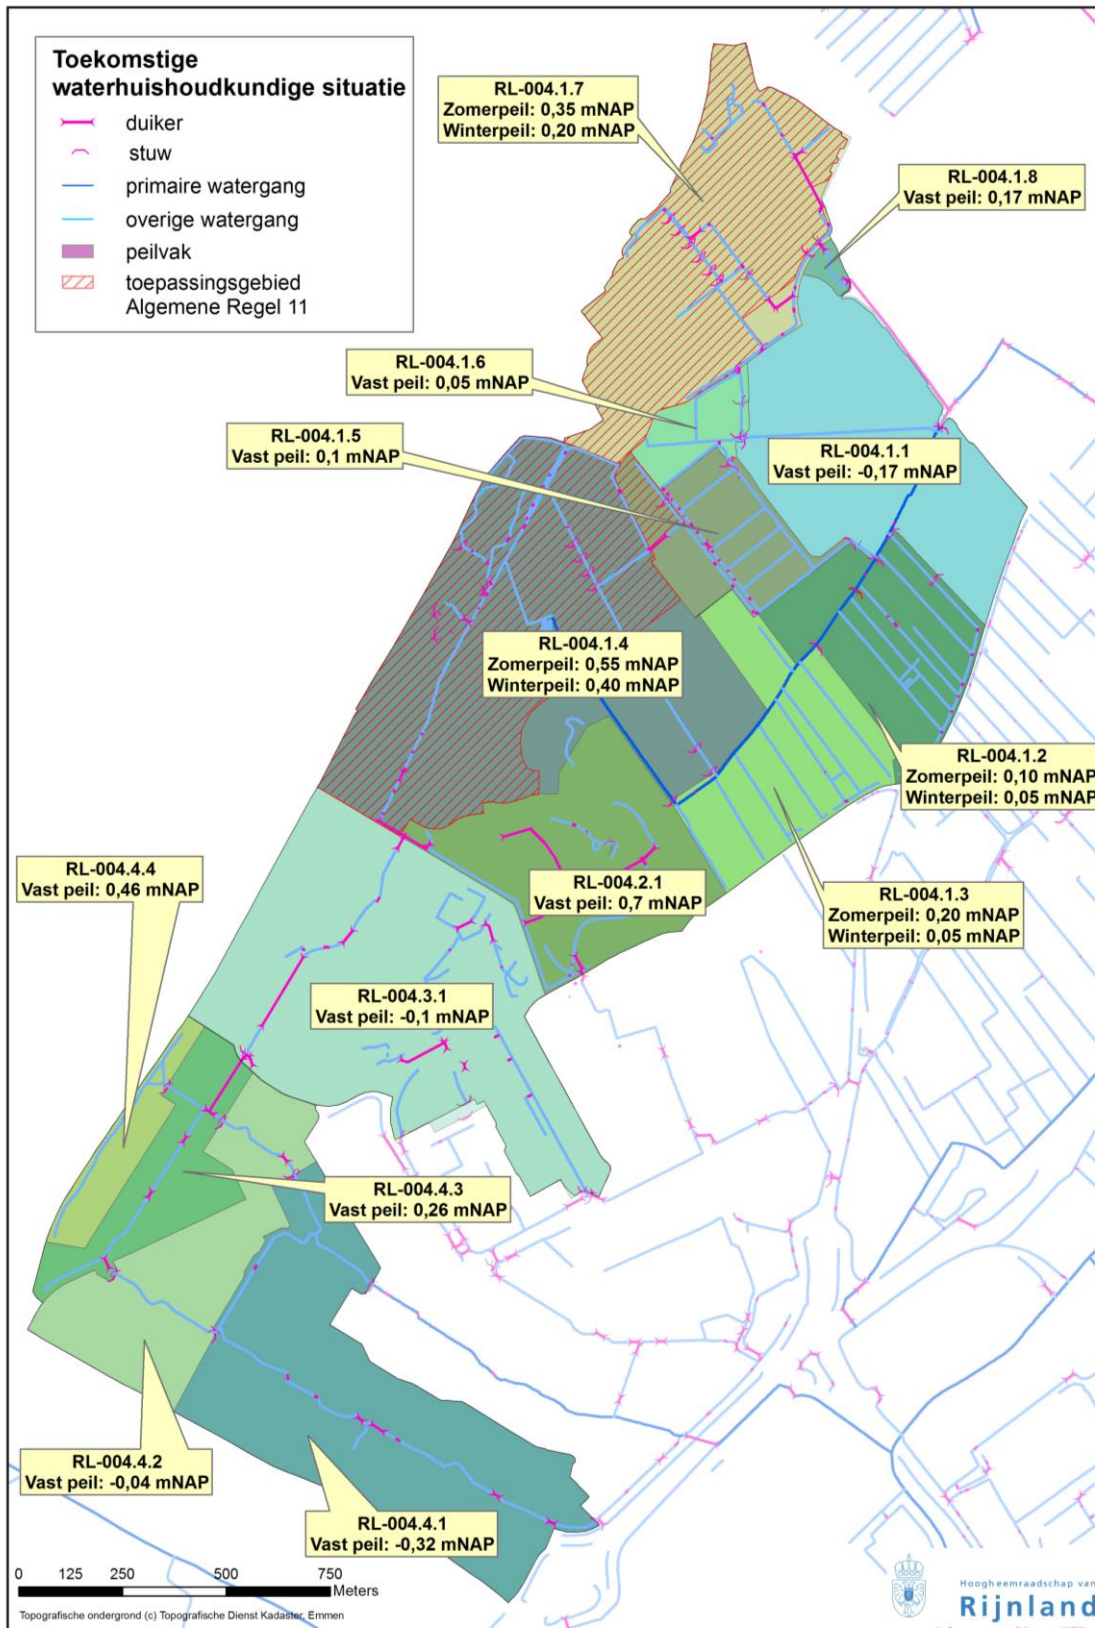 Toekomstige
waterhuishoudkundige situatie
duiker
stuw
primaire watergang
overige watergang
peilvak
toepassingsgebied
Algemene Regel 11
RL-004.1.7
Zomerpeil: 0,35 mNAP
Winterpeil: 0,20 mNAP
RL-004.1.8
Vast peil: 0,17 mNAP
RL-004.1.6
Vast peil: 0,05 mNAP
RL-004.1.5
Vast peil: 0,1 mNAP
RL-004.1.1
Vast peil: -0,17 mNAP
RL-004.1.4
Zomerpeil: 0,55 mNAP
Winterpeil: 0,40 mNAP
RL-004.1.2
Zomerpeil: 0,10 mNAP
Winterpeil: 0,05 mNAP
RL-004.4.4
Vast peil: 0,46 mNAP
RL-004.2.1
Vast peil: 0,7 mNAP
RL-004.1.3
Zomerpeil: 0,20 mNAP
Winterpeil: 0,05 mNAP
RL-004.3.1
Vast peil: -0,1 mNAP
RL-004.4.3
Vast peil: 0,26 mNAP
RL-004.4.2
Vast peil: -0,04 mNAP
RL-004.4.1
Vast peil: -0,32 mNAP
0 125 250 500 750
Meters
Topografische ondergrond (c) Topografische Dienst Kadaster, Emmen
Hoogheemraadschap van
Rijnland